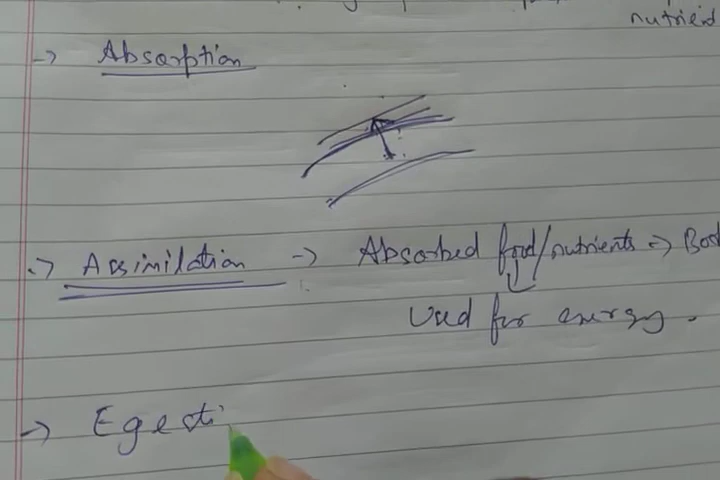 nutrient
-> Absorption
-> Assimilation -> Absorbed food/nutrients -> Bod
Used for energy.
-> Egesti